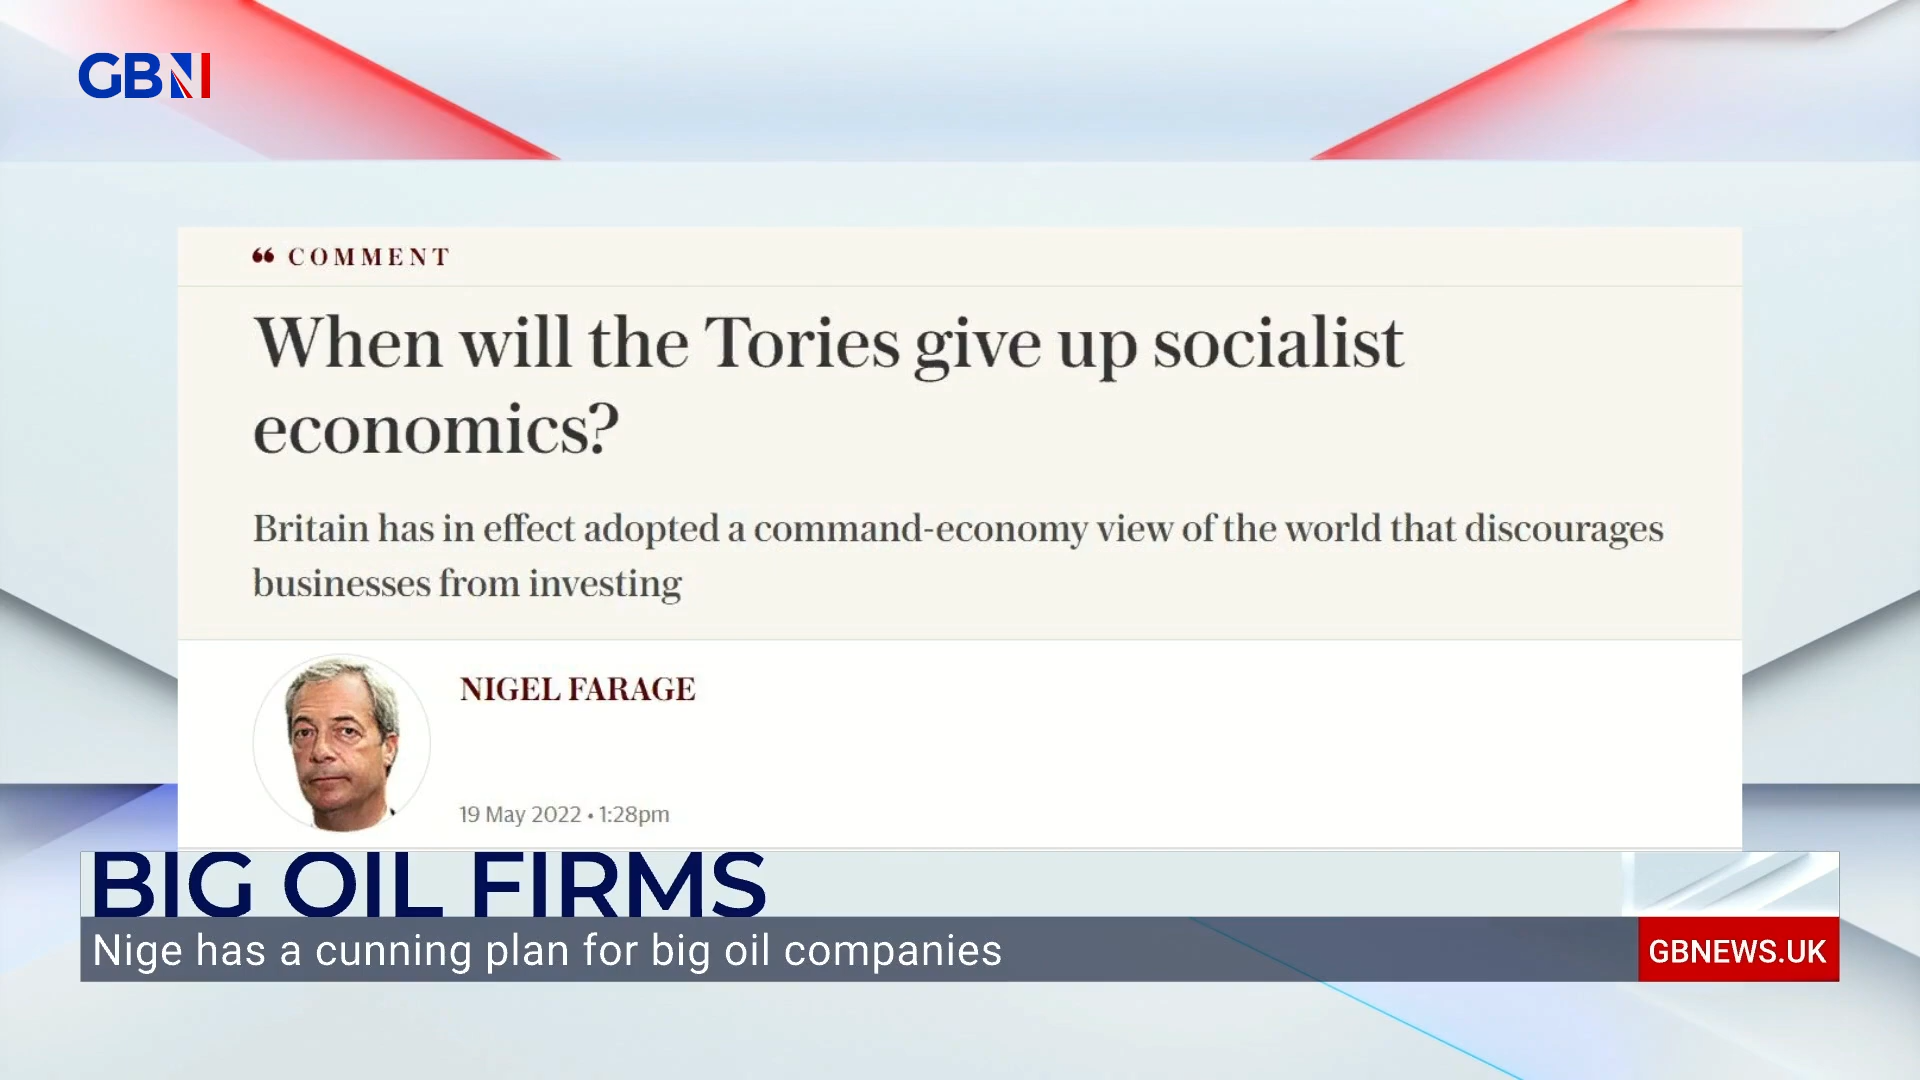 GBN
❝ COMMENT
When will the Tories give up socialist
economics?
Britain has in effect adopted a command-economy view of the world that discourages
businesses from investing
NIGEL FARAGE
19 May 2022 • 1:28pm
BIG OIL FIRMS
Nige has a cunning plan for big oil companies
GBNEWS.UK